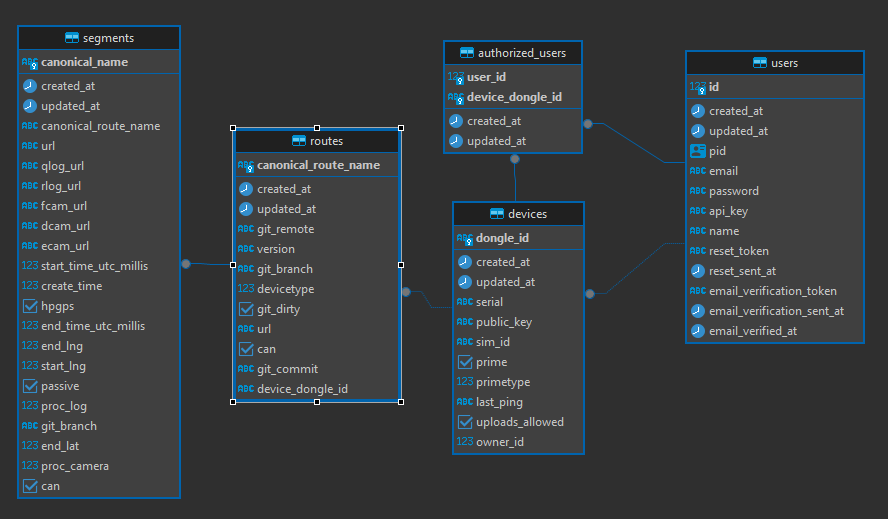 segments
ABC canonical_name
created_at
updated_at
ABC canonical_route_name
ABC url
ABC qlog_url
ABC rlog_url
ABC fcam_url
ABC dcam_url
ABC ecam_url
123 start_time_utc_millis
123 create_time
hpgps
123 end_time_utc_millis
123 end_lng
123 start_lng
passive
123 proc_log
ABC git_branch
123 end_lat
123 proc_camera
can
routes
ABC canonical_route_name
created_at
updated_at
ABC git_remote
ABC version
ABC git_branch
123 devicetype
git_dirty
ABC url
can
ABC git_commit
ABC device_dongle_id
authorized_users
123 user_id
ABC device_dongle_id
created_at
updated_at
devices
ABC dongle_id
created_at
updated_at
ABC serial
ABC public_key
ABC sim_id
prime
123 primetype
ABC last_ping
uploads_allowed
123 owner_id
users
123 id
created_at
updated_at
pid
ABC email
ABC password
ABC api_key
ABC name
ABC reset_token
reset_sent_at
ABC email_verification_token
email_verification_sent_at
email_verified_at